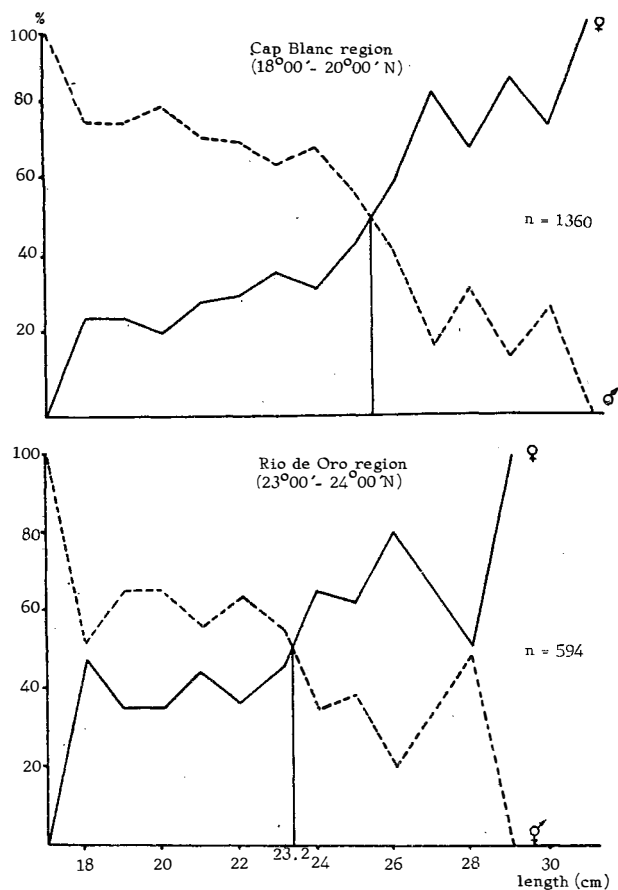 %
100
80
60
40
20
Cap Blanc region
(18°00′- 20°00′ N)
♀
n = 1360
♂
100
80
60
40
20
0
Rio de Oro region
(23°00′- 24°00′N)
♀
n = 594
♂
18 20 22 23.2 24 26 28 30
length (cm)